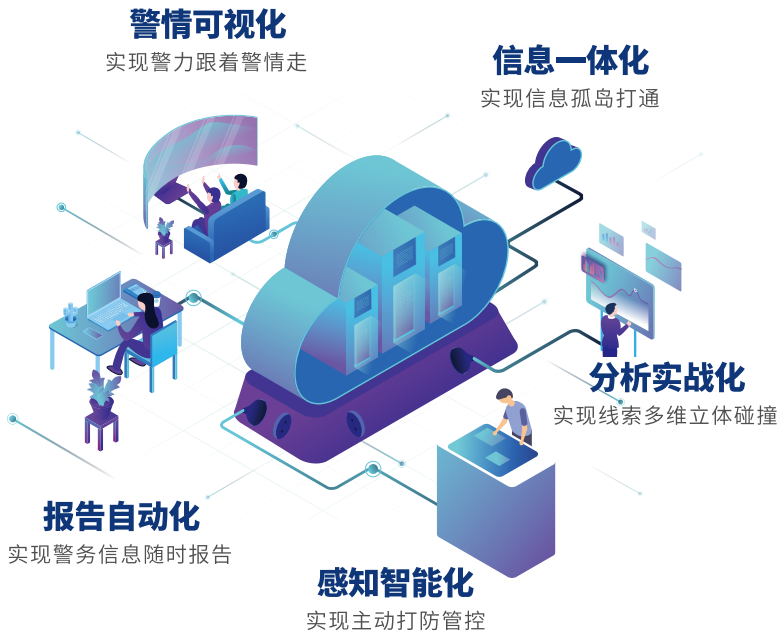 警情可视化
实现警力跟着警情走
信息一体化
实现信息孤岛打通
分析实战化
实现线索多维立体碰撞
报告自动化
实现警务信息随时报告
感知智能化
实现主动打防管控